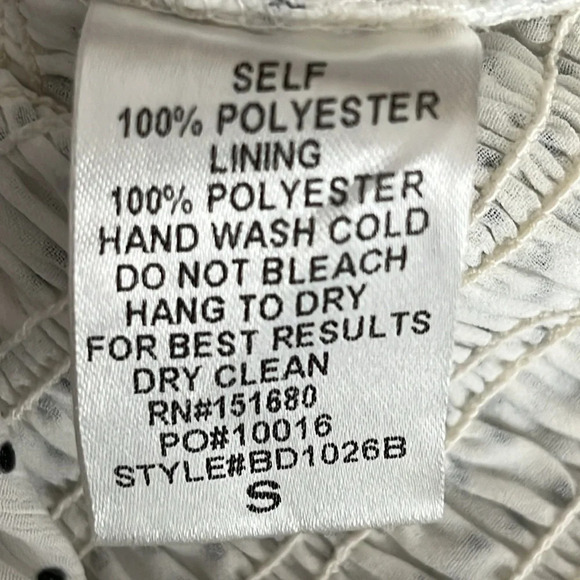 SELF
100% POLYESTER
LINING
100% POLYESTER
HAND WASH COLD
DO NOT BLEACH
HANG TO DRY
FOR BEST RESULTS
DRY CLEAN
RN#151680
PO#10016
STYLE#BD1026B
S